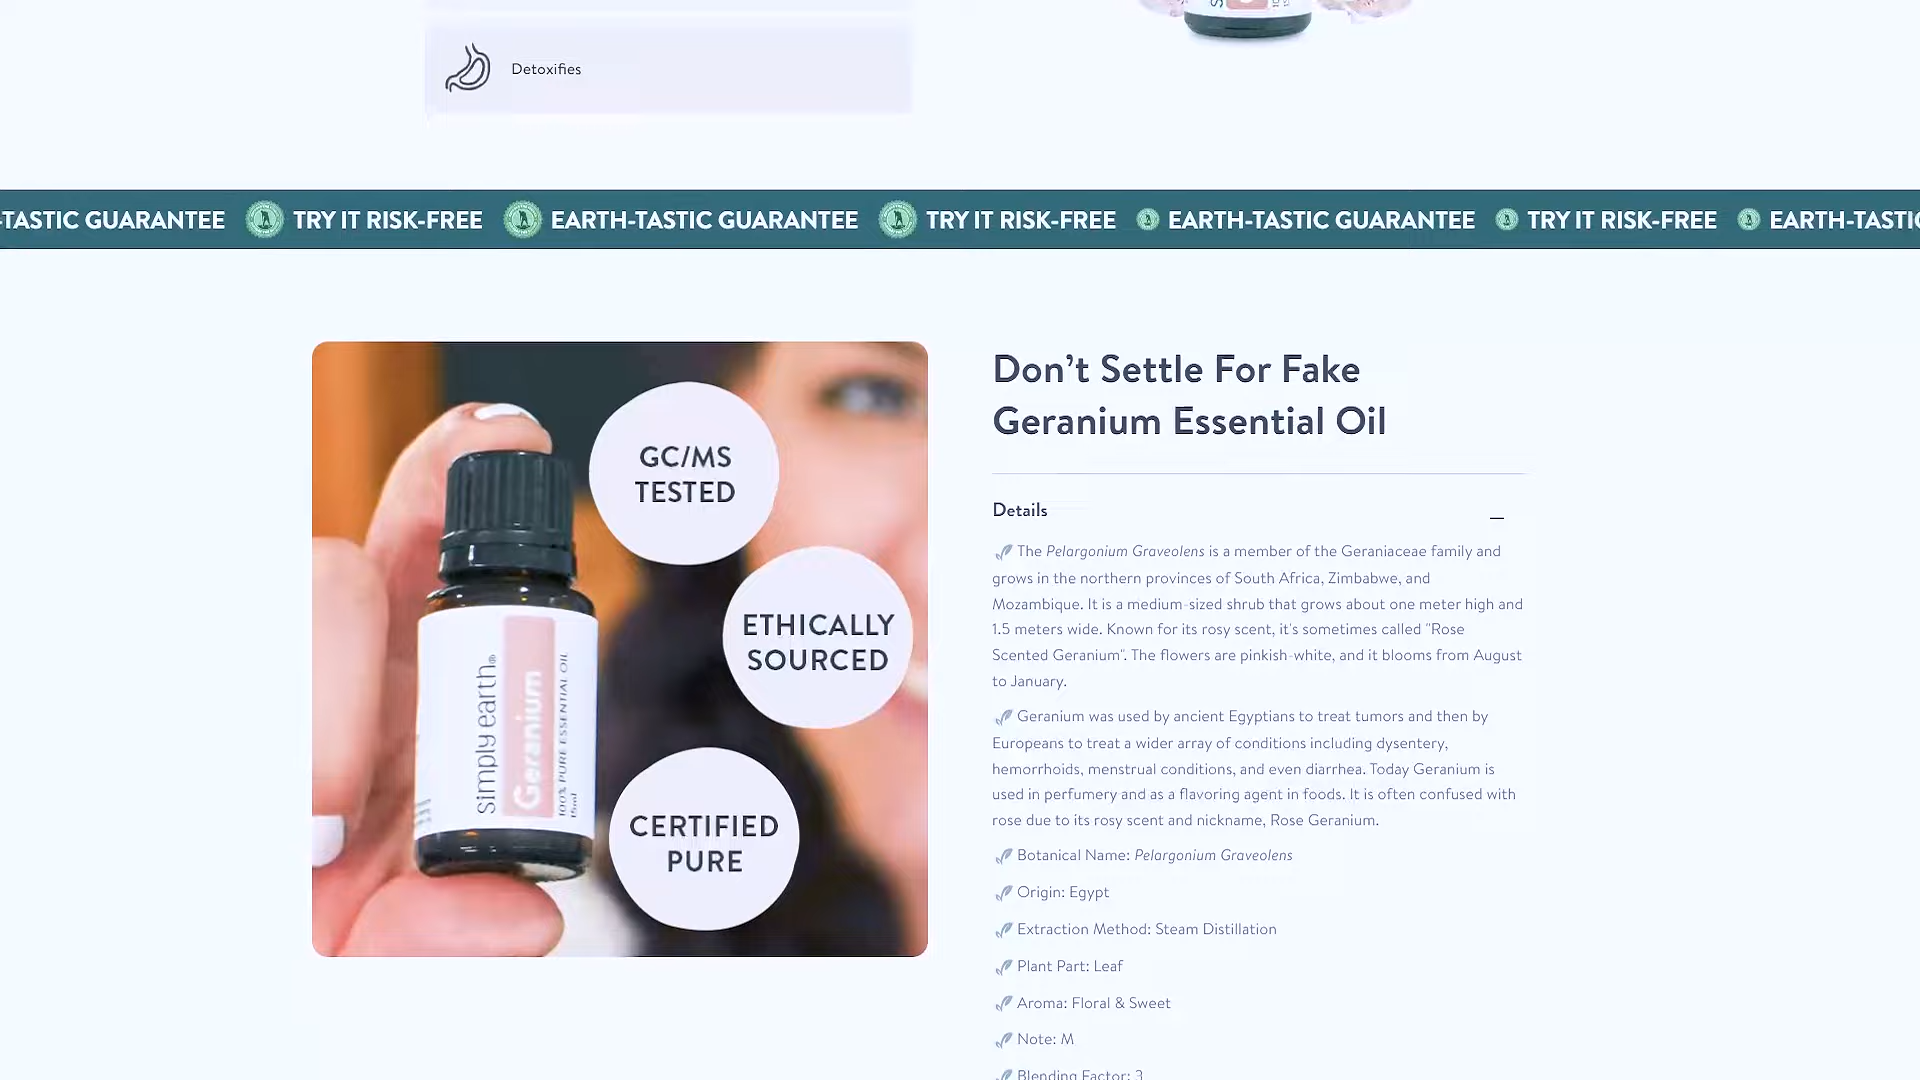 Detoxifies
-TASTIC GUARANTEE TRY IT RISK-FREE EARTH-TASTIC GUARANTEE TRY IT RISK-FREE EARTH-TASTIC GUARANTEE TRY IT RISK-FREE EARTH-TASTIC
Don't Settle For Fake
Geranium Essential Oil
GC/MS
TESTED
ETHICALLY
SOURCED
CERTIFIED
PURE
simply earth®
Geranium
100% PURE ESSENTIAL OIL
15ml
Details
The Pelargonium Graveolens is a member of the Geraniaceae family and
grows in the northern provinces of South Africa, Zimbabwe, and
Mozambique. It is a medium-sized shrub that grows about one meter high and
1.5 meters wide. Known for its rosy scent, it's sometimes called "Rose
Scented Geranium". The flowers are pinkish-white, and it blooms from August
to January.
Geranium was used by ancient Egyptians to treat tumors and then by
Europeans to treat a wider array of conditions including dysentery,
hemorrhoids, menstrual conditions, and even diarrhea. Today Geranium is
used in perfumery and as a flavoring agent in foods. It is often confused with
rose due to its rosy scent and nickname, Rose Geranium.
Botanical Name: Pelargonium Graveolens
Origin: Egypt
Extraction Method: Steam Distillation
Plant Part: Leaf
Aroma: Floral & Sweet
Note: M
Blending Factor: 3